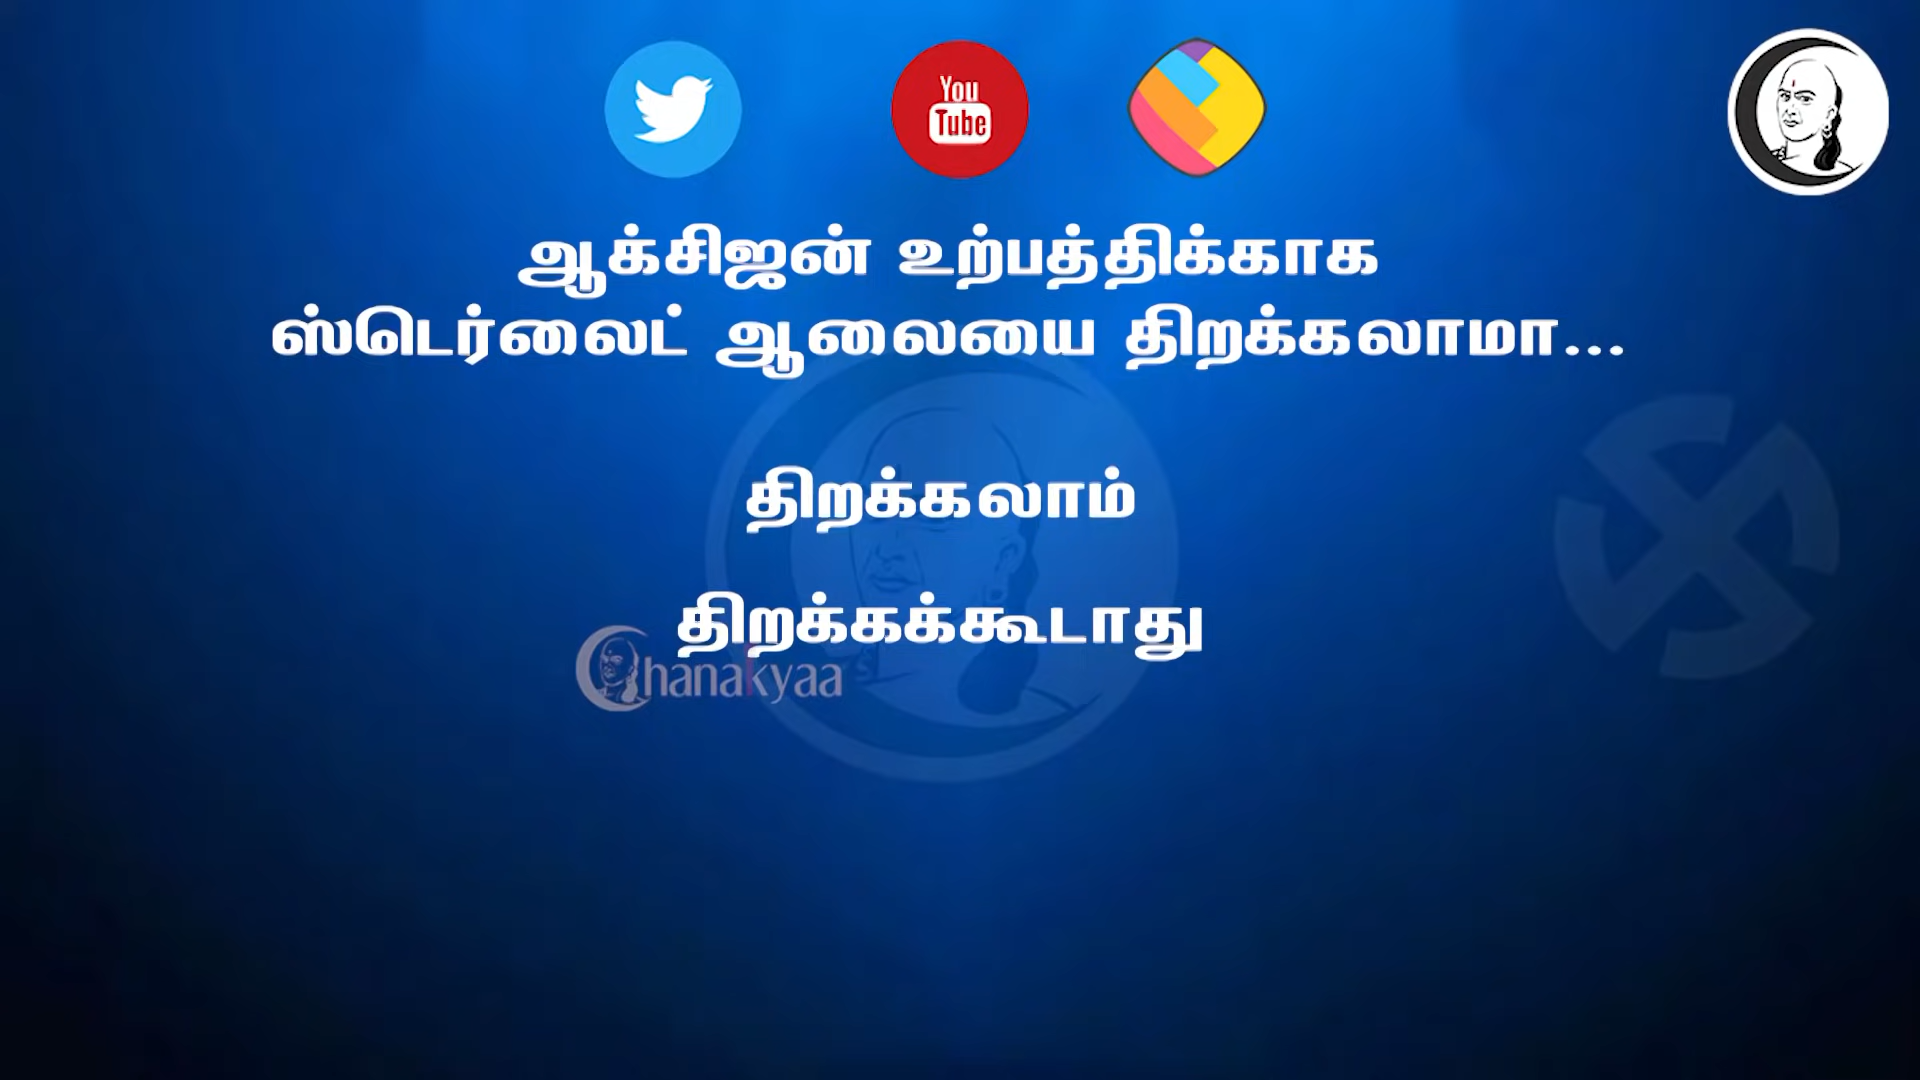 You
Tube
ஆக்சிஜன் உற்பத்திக்காக
ஸ்டெர்லைட் ஆலையை திறக்கலாமா...
திறக்கலாம்
திறக்கக்கூடாது
Chanakyaa